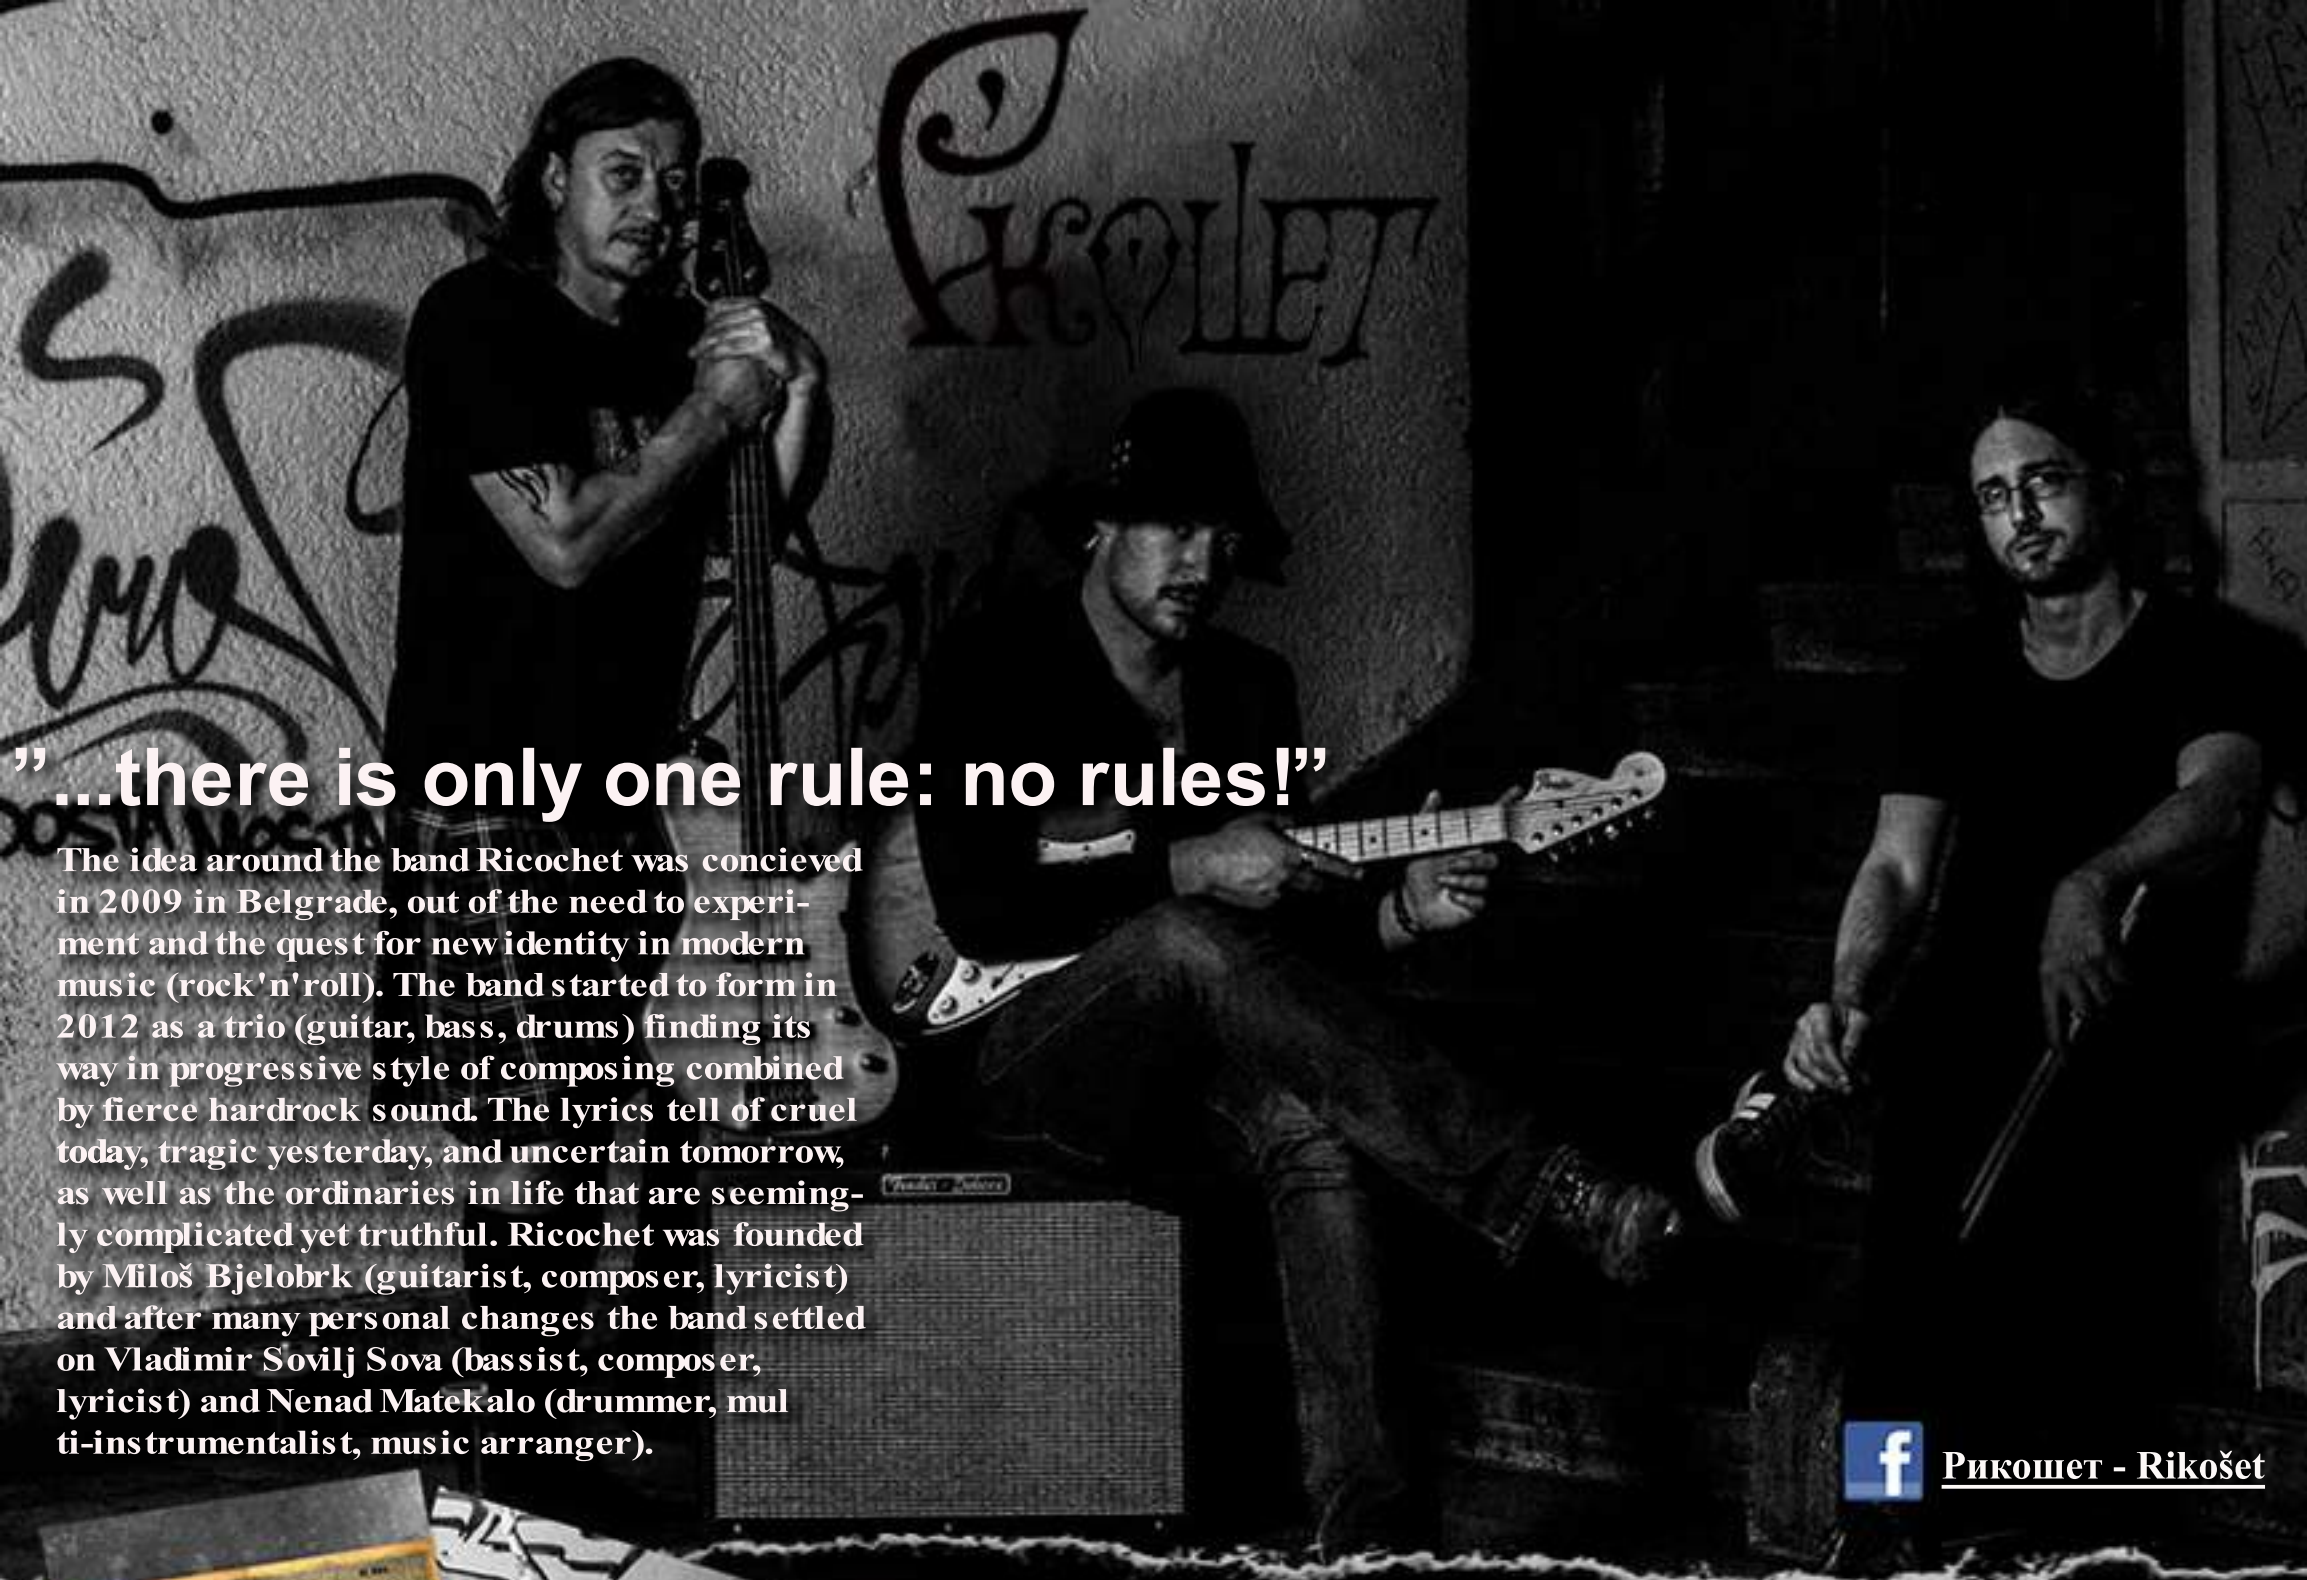 Рикошет
”...there is only one rule: no rules!”
DOSTA MOSTA
The idea around the band Ricochet was concieved
in 2009 in Belgrade, out of the need to experi-
ment and the quest for new identity in modern
music (rock'n'roll). The band started to form in
2012 as a trio (guitar, bass, drums) finding its
way in progressive style of composing combined
by fierce hardrock sound. The lyrics tell of cruel
today, tragic yesterday, and uncertain tomorrow,
as well as the ordinaries in life that are seeming-
ly complicated yet truthful. Ricochet was founded
by Miloš Bjelobrk (guitarist, composer, lyricist)
and after many personal changes the band settled
on Vladimir Sovilj Sova (bassist, composer,
lyricist) and Nenad Matekalo (drummer, mul
ti-instrumentalist, music arranger).
f
Рикошет - Rikošet